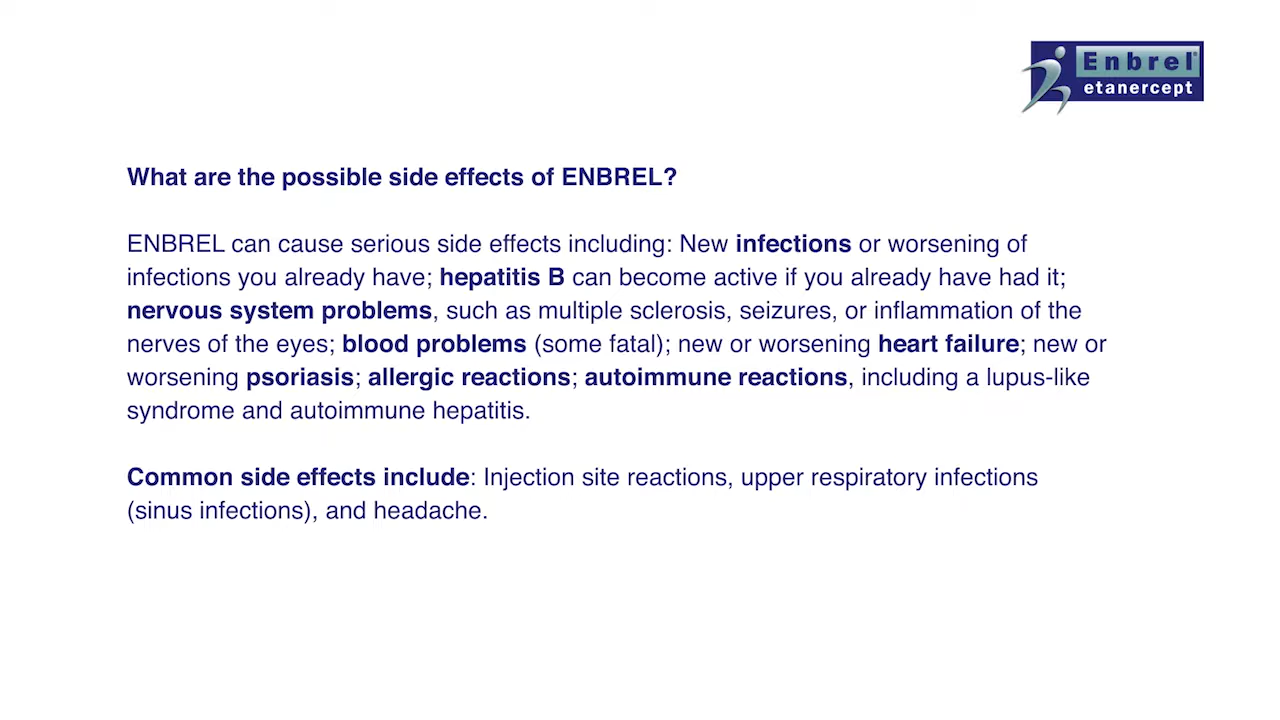 Enbrel®
etanercept
What are the possible side effects of ENBREL?
ENBREL can cause serious side effects including: New infections or worsening of
infections you already have; hepatitis B can become active if you already have had it;
nervous system problems, such as multiple sclerosis, seizures, or inflammation of the
nerves of the eyes; blood problems (some fatal); new or worsening heart failure; new or
worsening psoriasis; allergic reactions; autoimmune reactions, including a lupus-like
syndrome and autoimmune hepatitis.
Common side effects include: Injection site reactions, upper respiratory infections
(sinus infections), and headache.